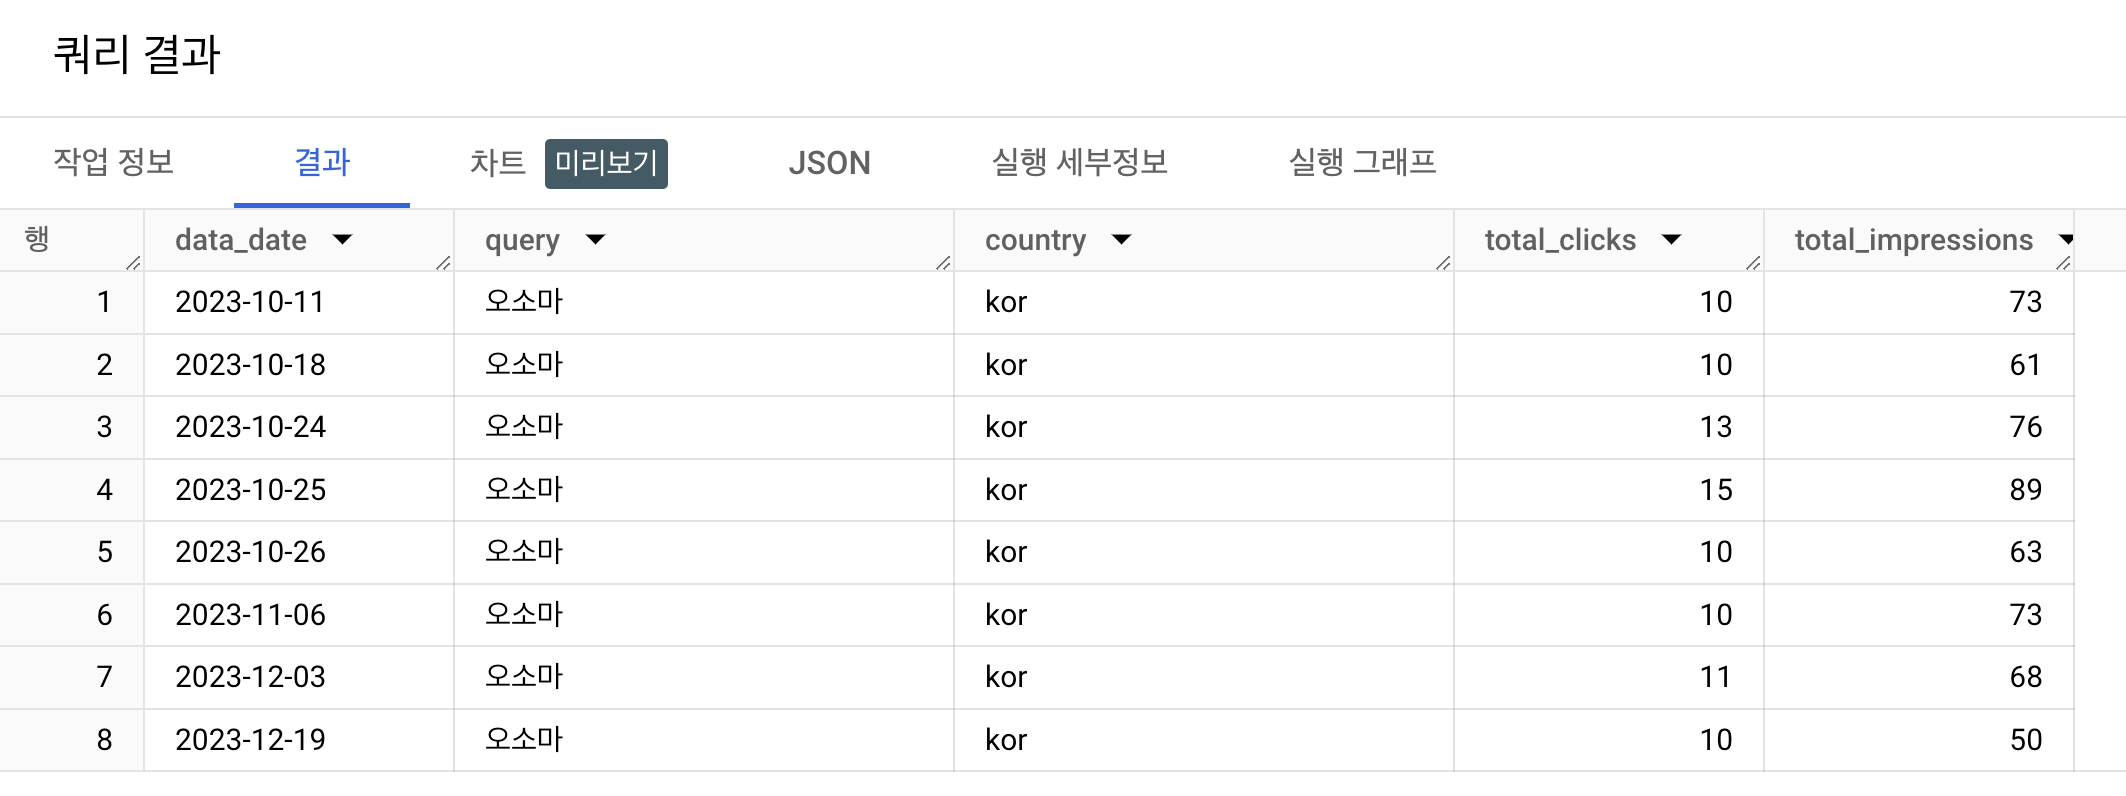 쿼리 결과
작업 정보 결과 차트 미리보기 JSON 실행 세부정보 실행 그래프
행 data_date query country total_clicks total_impressions
1 2023-10-11 오소마 kor 10 73
2 2023-10-18 오소마 kor 10 61
3 2023-10-24 오소마 kor 13 76
4 2023-10-25 오소마 kor 15 89
5 2023-10-26 오소마 kor 10 63
6 2023-11-06 오소마 kor 10 73
7 2023-12-03 오소마 kor 11 68
8 2023-12-19 오소마 kor 10 50